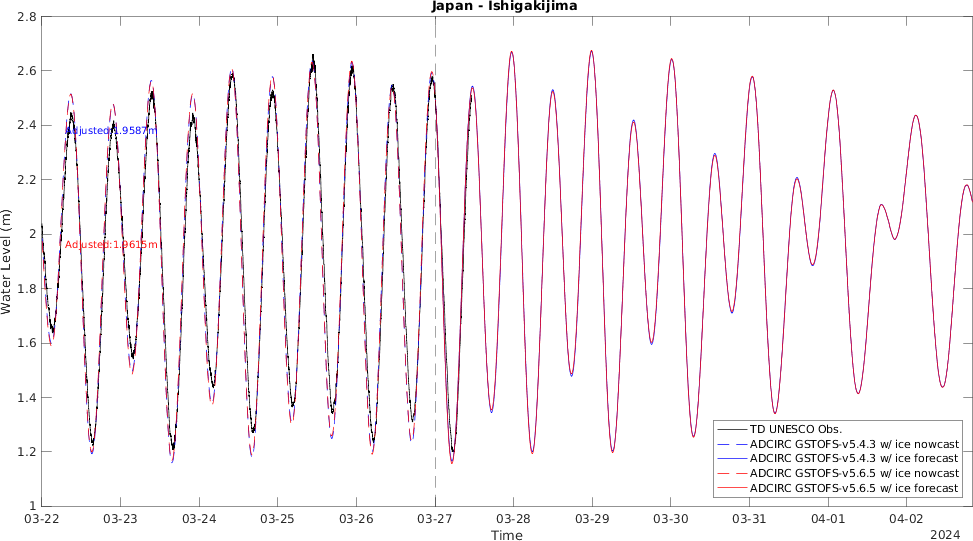 Japan - Ishigakijima
2.8
2.6
2.4
2.2
2
1.8
1.6
1.4
1.2
1
Water Level (m)
Adjusted:1.9587m
Adjusted:1.9615m
TD UNESCO Obs.
ADCIRC GSTOFS-v5.4.3 w/ ice nowcast
ADCIRC GSTOFS-v5.4.3 w/ ice forecast
ADCIRC GSTOFS-v5.6.5 w/ ice nowcast
ADCIRC GSTOFS-v5.6.5 w/ ice forecast
03-22 03-23 03-24 03-25 03-26 03-27 03-28 03-29 03-30 03-31 04-01 04-02
Time 2024